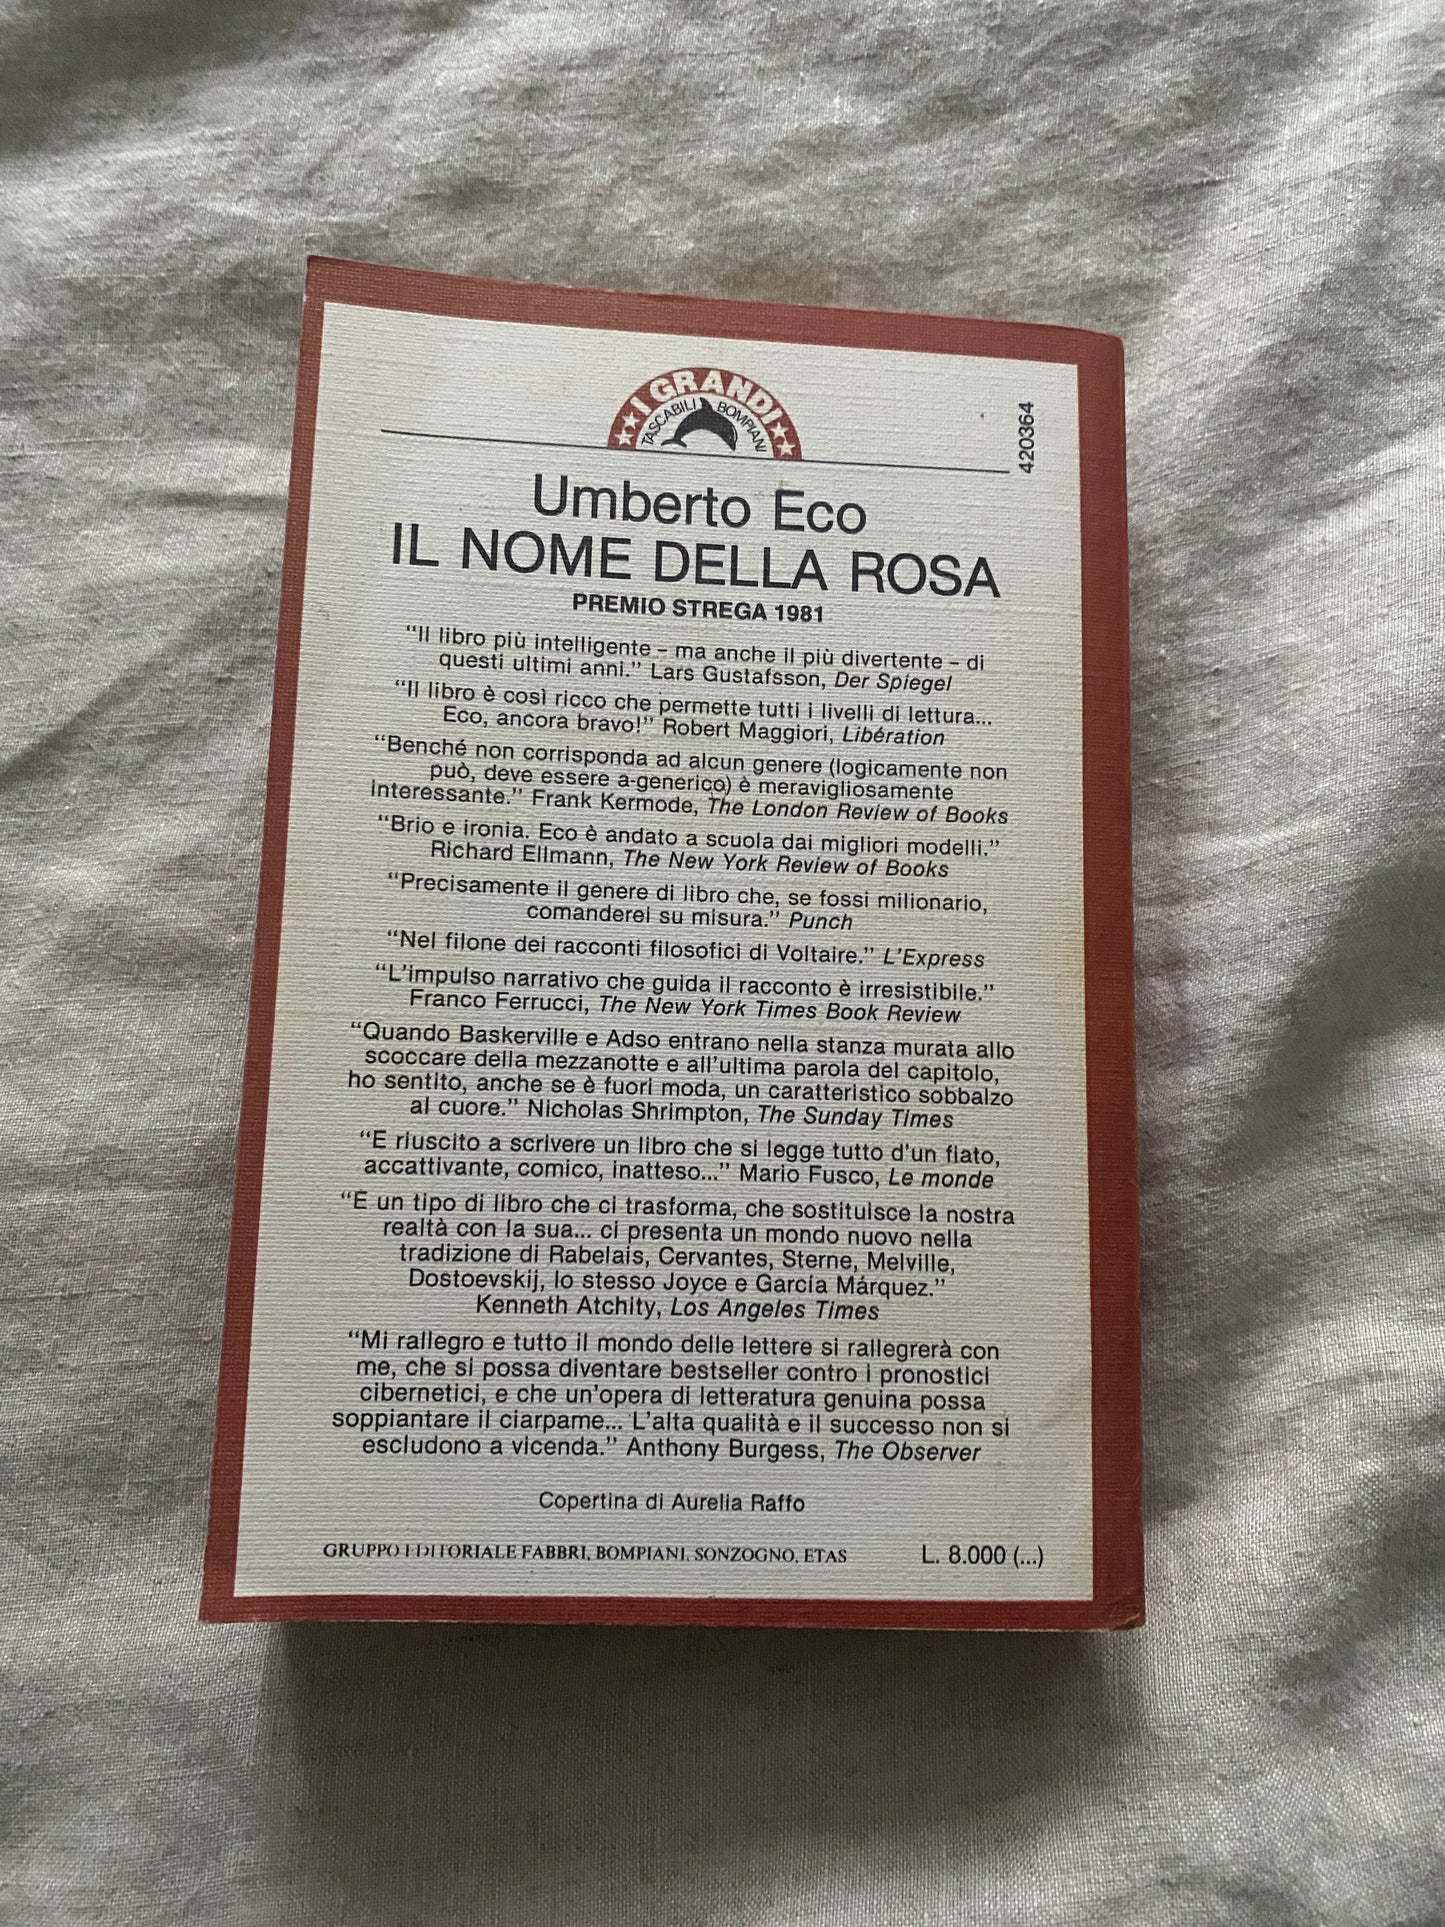 I GRANDI
TASCABILI BOMPIANI
420364
Umberto Eco
IL NOME DELLA ROSA
PREMIO STREGA 1981
“Il libro più intelligente – ma anche il più divertente – di
questi ultimi anni.” Lars Gustafsson, Der Spiegel
“Il libro è così ricco che permette tutti i livelli di lettura...
Eco, ancora bravo!” Robert Maggiori, Libération
“Benché non corrisponda ad alcun genere (logicamente non
può, deve essere a-generico) è meravigliosamente
interessante.” Frank Kermode, The London Review of Books
“Brio e ironia. Eco è andato a scuola dai migliori modelli.”
Richard Ellmann, The New York Review of Books
“Precisamente il genere di libro che, se fossi milionario,
comanderei su misura.” Punch
“Nel filone dei racconti filosofici di Voltaire.” L’Express
“L’impulso narrativo che guida il racconto è irresistibile.”
Franco Ferrucci, The New York Times Book Review
“Quando Baskerville e Adso entrano nella stanza murata allo
scoccare della mezzanotte e all’ultima parola del capitolo,
ho sentito, anche se è fuori moda, un caratteristico sobbalzo
al cuore.” Nicholas Shrimpton, The Sunday Times
“È riuscito a scrivere un libro che si legge tutto d’un fiato,
accattivante, comico, inatteso...” Mario Fusco, Le monde
“È un tipo di libro che ci trasforma, che sostituisce la nostra
realtà con la sua... ci presenta un mondo nuovo nella
tradizione di Rabelais, Cervantes, Sterne, Melville,
Dostoevskij, lo stesso Joyce e García Márquez.”
Kenneth Atchity, Los Angeles Times
“Mi rallegro e tutto il mondo delle lettere si rallegrerà con
me, che si possa diventare bestseller contro i pronostici
cibernetici, e che un’opera di letteratura genuina possa
soppiantare il ciarpame... L’alta qualità e il successo non si
escludono a vicenda.” Anthony Burgess, The Observer
Copertina di Aurelia Raffo
GRUPPO EDITORIALE FABBRI, BOMPIANI, SONZOGNO, ETAS
L. 8.000 (...)